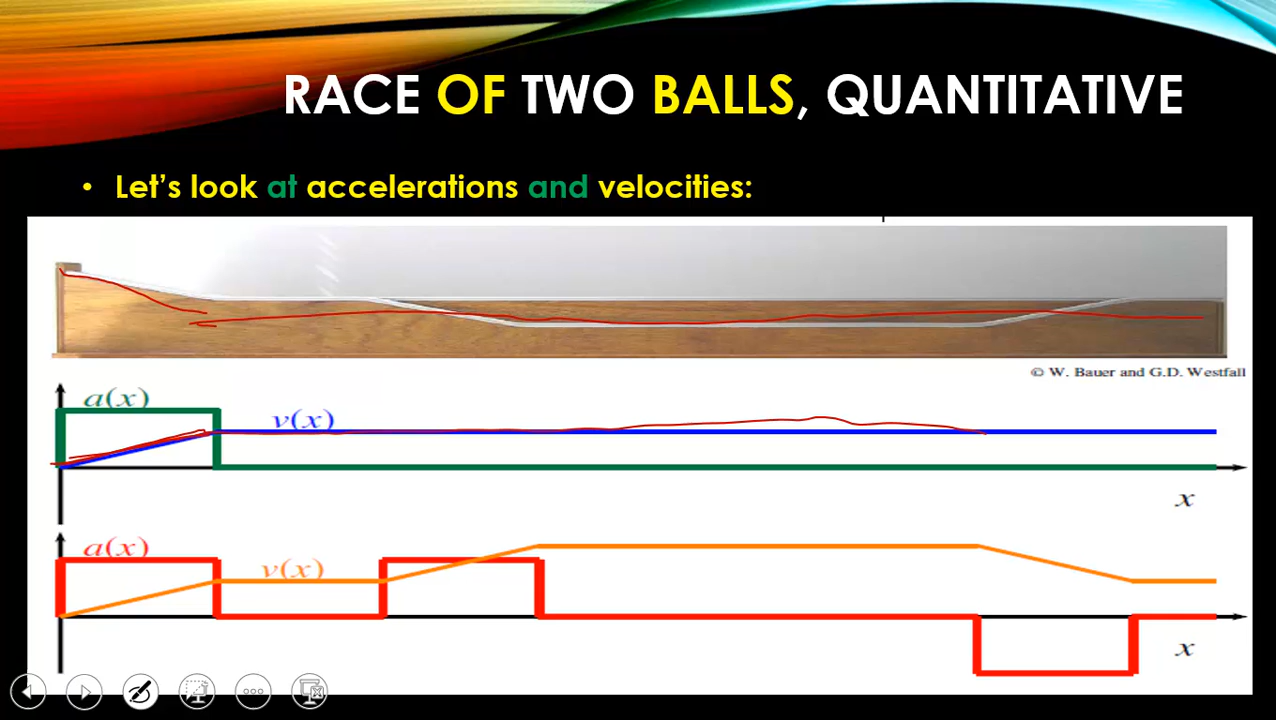 RACE OF TWO BALLS, QUANTITATIVE
• Let's look at accelerations and velocities:
© W. Bauer and G.D. Westfall
a(x)
v(x)
x
a(x)
v(x)
x